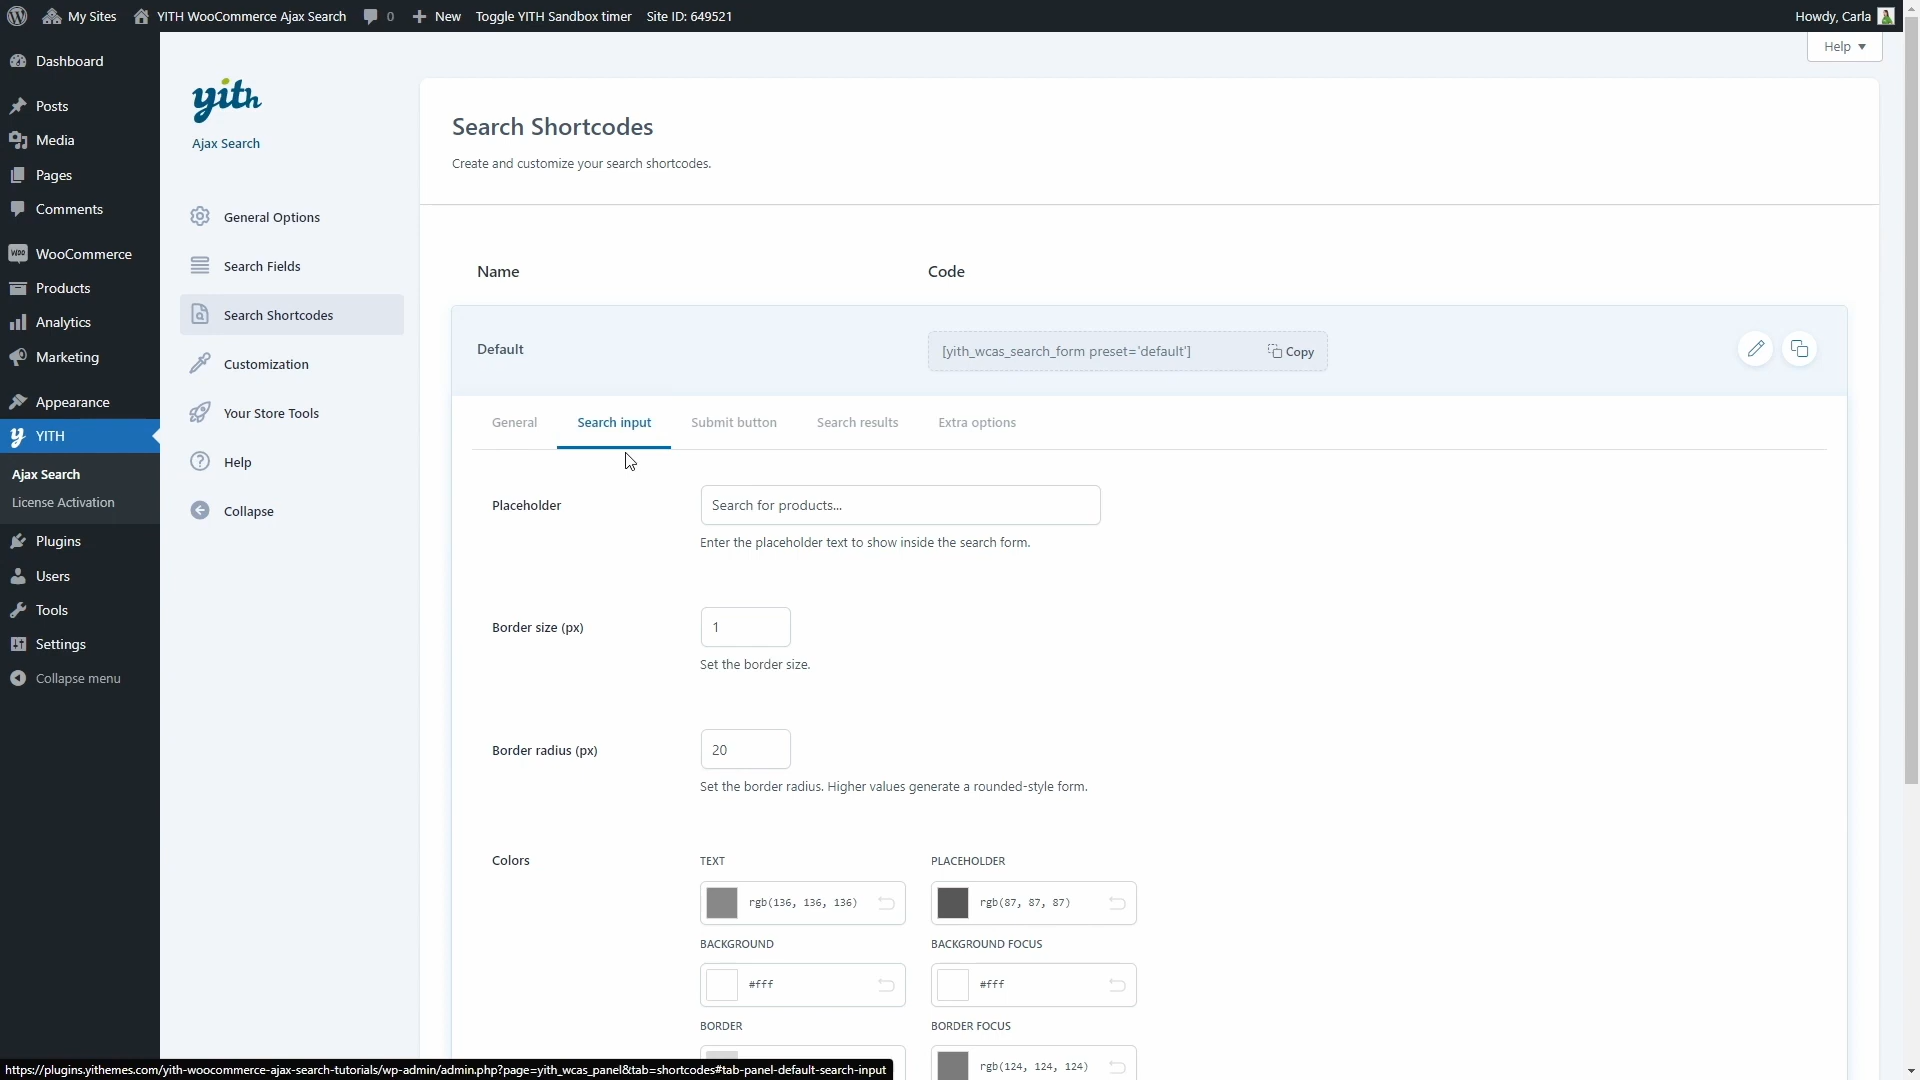 My Sites YITH WooCommerce Ajax Search 0 New Toggle YITH Sandbox timer Site ID: 649521 Howdy, Carla
Help
Dashboard
Posts
Media
Pages
Comments
WooCommerce
Products
Analytics
Marketing
Appearance
YITH
Ajax Search
License Activation
Plugins
Users
Tools
Settings
Collapse menu
yith
Ajax Search
General Options
Search Fields
Search Shortcodes
Customization
Your Store Tools
Help
Collapse
Search Shortcodes
Create and customize your search shortcodes.
Name Code
Default [yith_wcas_search_form preset='default'] Copy
General Search input Submit button Search results Extra options
Placeholder Search for products...
Enter the placeholder text to show inside the search form.
Border size (px) 1
Set the border size.
Border radius (px) 20
Set the border radius. Higher values generate a rounded-style form.
Colors TEXT PLACEHOLDER
rgb(136, 136, 136) rgb(87, 87, 87)
BACKGROUND BACKGROUND FOCUS
#fff #fff
BORDER BORDER FOCUS
rgb(124, 124, 124)
https://plugins.yithemes.com/yith-woocommerce-ajax-search-tutorials/wp-admin/admin.php?page=yith_wcas_panel&tab=shortcodes#tab-panel-default-search-input